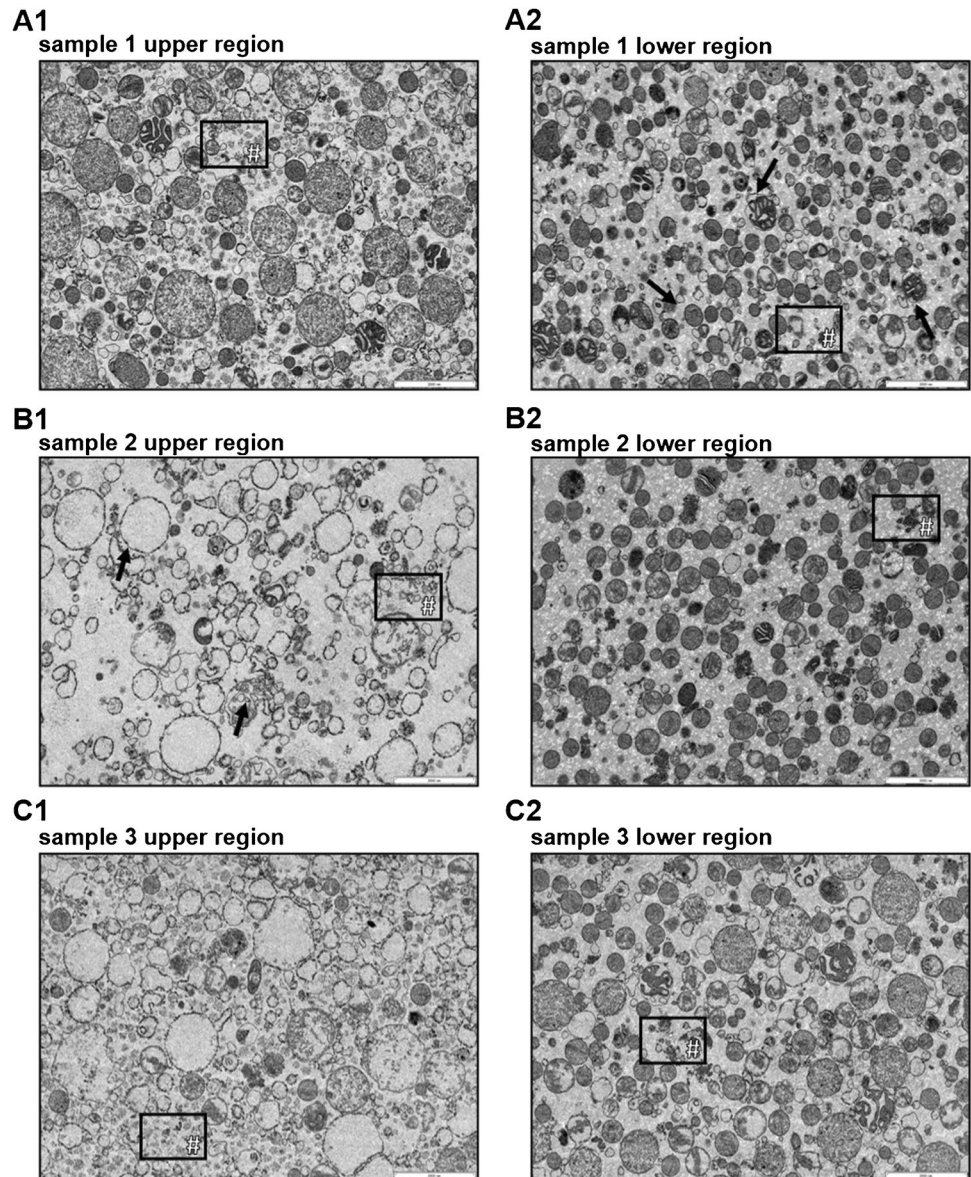 A1
sample 1 upper region
#
A2
sample 1 lower region
#
B1
sample 2 upper region
#
B2
sample 2 lower region
#
C1
sample 3 upper region
#
C2
sample 3 lower region
#